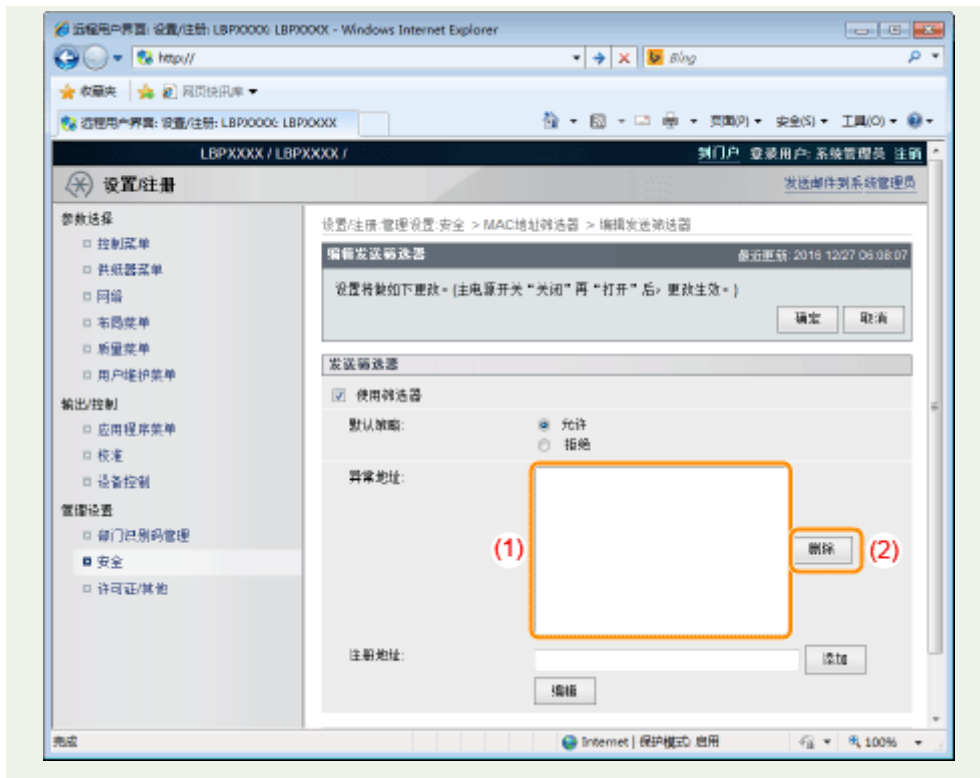 远程用户界面: 设置/注册: LBPXXXX: LBPXXXX - Windows Internet Explorer
http://
Bing
收藏夹 网页快讯库
远程用户界面: 设置/注册: LBPXXXX: LBPXXXX
页面(P) 安全(S) 工具(O)
LBPXXXX / LBPXXXX /
到门户 登录用户: 系统管理员 注销
设置/注册
发送邮件到系统管理员
参数选择
控制菜单
供纸器菜单
网络
布局菜单
质量菜单
用户维护菜单
输出/控制
应用程序菜单
校准
设备控制
管理设置
部门识别码管理
安全
许可证/其他
设置/注册:管理设置:安全 > MAC地址筛选器 > 编辑发送筛选器
编辑发送筛选器
最近更新: 2016 12/27 06:08:07
设置将做如下更改。(主电源开关“关闭”再“打开”后，更改生效。)
确定 取消
发送筛选器
使用筛选器
默认策略:
允许
拒绝
异常地址:
(1)
删除
(2)
注册地址:
添加
编辑
完成
Internet | 保护模式: 启用
100%